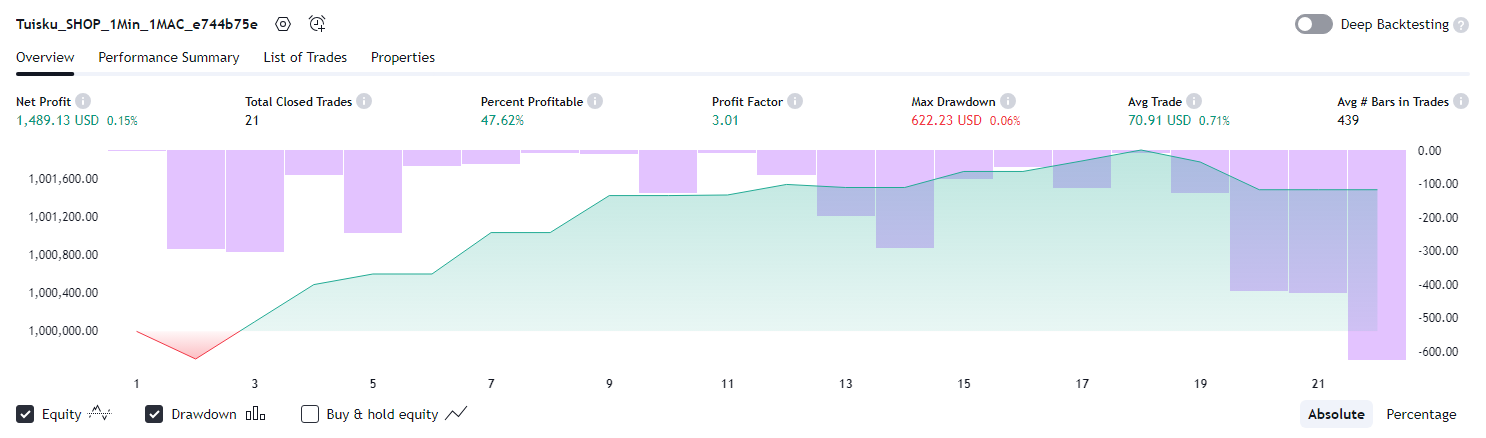 Tuisku_SHOP_1Min_1MAC_e744b75e
Deep Backtesting ?
Overview Performance Summary List of Trades Properties
Net Profit i Total Closed Trades i Percent Profitable i Profit Factor i Max Drawdown i Avg Trade i Avg # Bars in Trades i
1,489.13 USD 0.15% 21 47.62% 3.01 622.23 USD 0.06% 70.91 USD 0.71% 439
0.00
1,001,600.00 -100.00
1,001,200.00 -200.00
1,000,800.00 -300.00
1,000,400.00 -400.00
1,000,000.00 -500.00
-600.00
1 3 5 7 9 11 13 15 17 19 21
Equity Drawdown Buy & hold equity Absolute Percentage